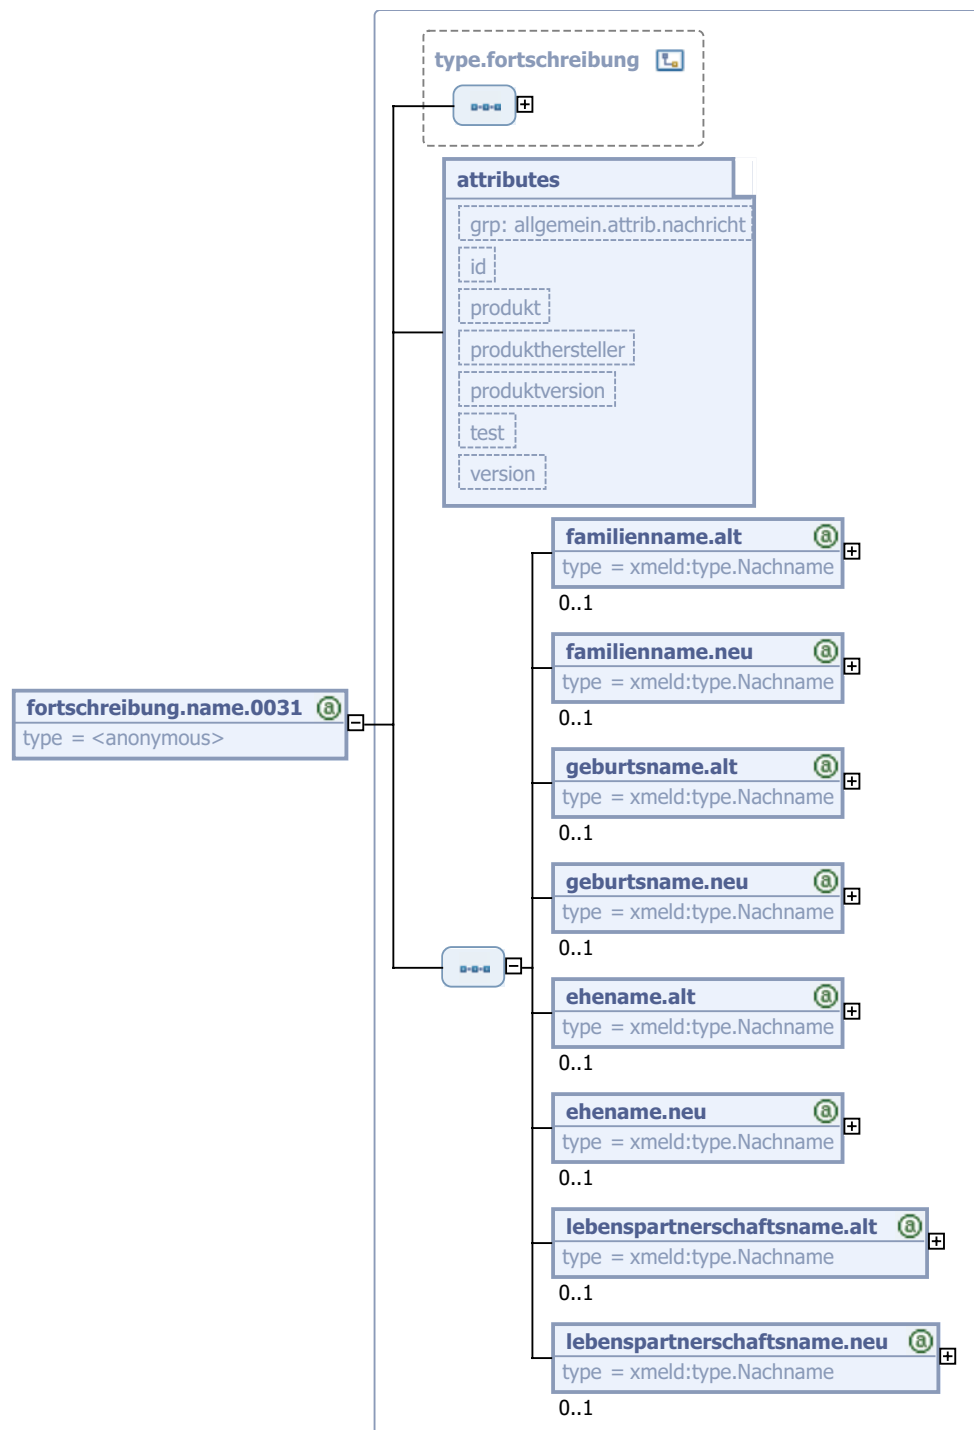 type.fortschreibung
attributes
grp: allgemein.attrib.nachricht
id
produkt
produkthersteller
produktversion
test
version
familienname.alt
type = xmeld:type.Nachname
0..1
familienname.neu
type = xmeld:type.Nachname
0..1
fortschreibung.name.0031
type = <anonymous>
geburtsname.alt
type = xmeld:type.Nachname
0..1
geburtsname.neu
type = xmeld:type.Nachname
0..1
ehename.alt
type = xmeld:type.Nachname
0..1
ehename.neu
type = xmeld:type.Nachname
0..1
lebenspartnerschaftsname.alt
type = xmeld:type.Nachname
0..1
lebenspartnerschaftsname.neu
type = xmeld:type.Nachname
0..1